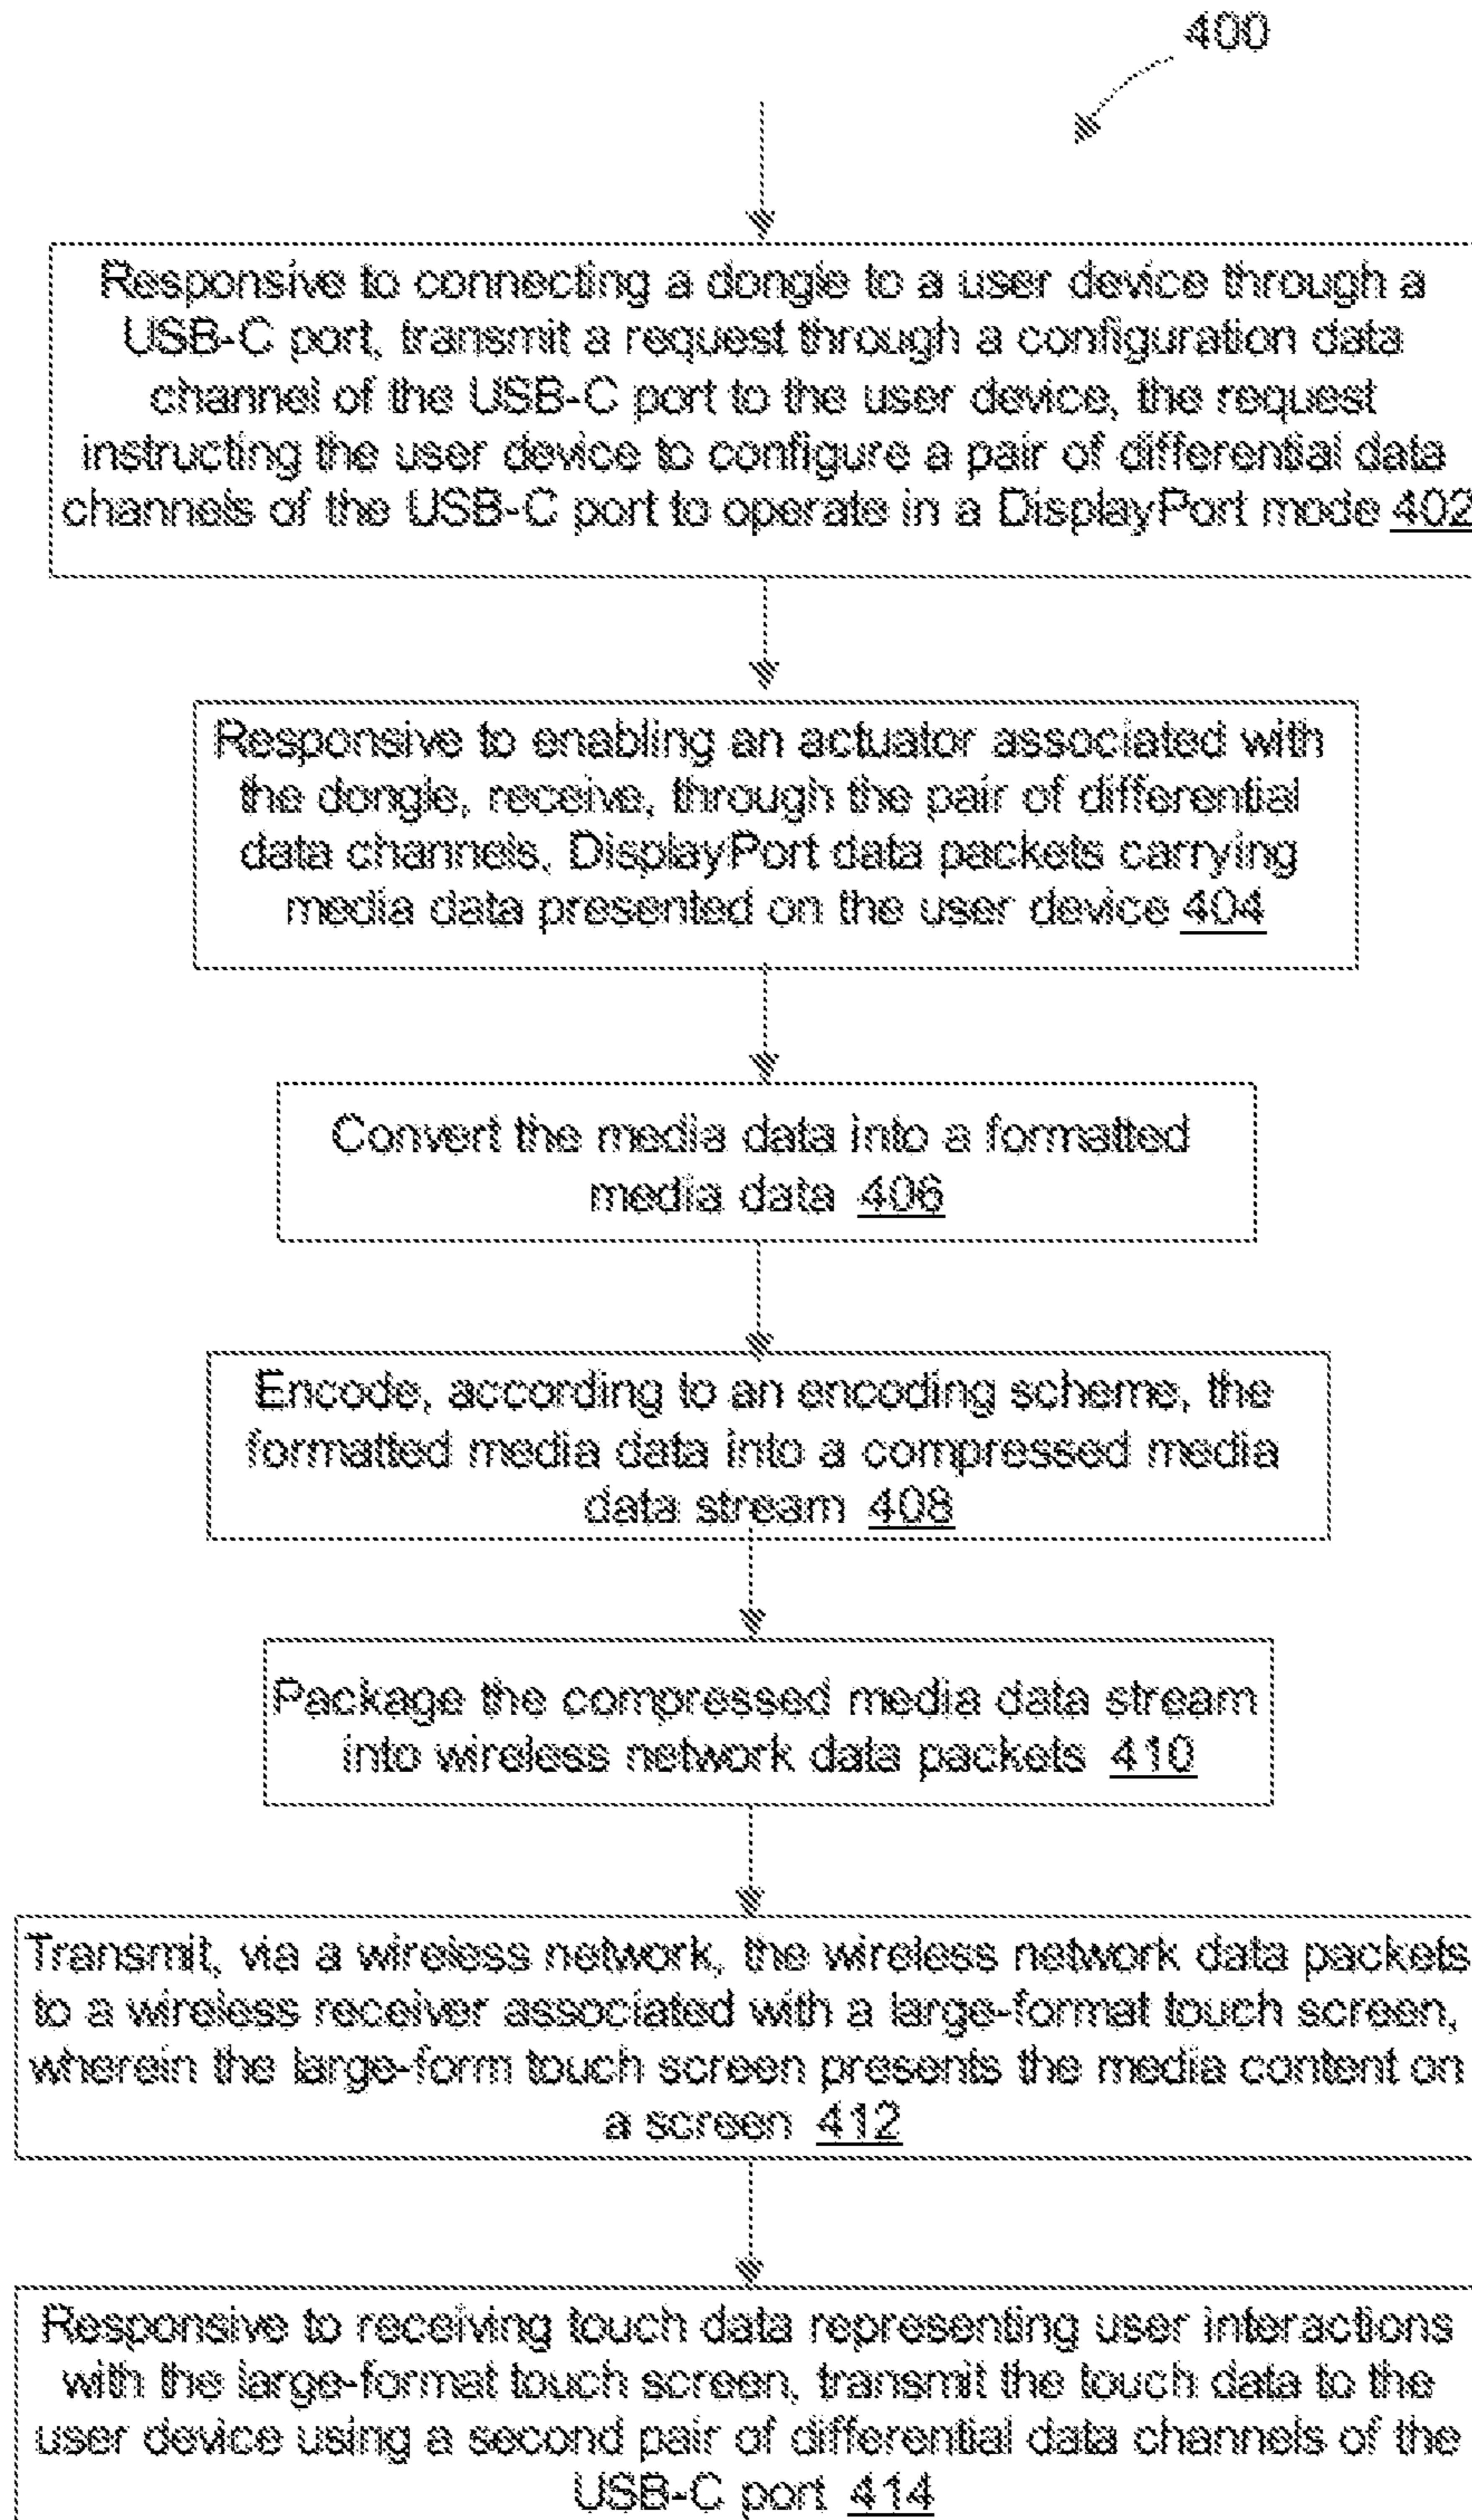 400
Responsive to connecting a dongle to a user device through a
USB-C port, transmit a request through a configuration data
channel of the USB-C port to the user device, the request
instructing the user device to configure a pair of differential data
channels of the USB-C port to operate in a DisplayPort mode 402
Responsive to enabling an actuator associated with
the dongle, receive, through the pair of differential
data channels, DisplayPort data packets carrying
media data presented on the user device 404
Convert the media data into a formatted
media data 406
Encode, according to an encoding scheme, the
formatted media data into a compressed media
data stream 408
Package the compressed media data stream
into wireless network data packets 410
Transmit, via a wireless network, the wireless network data packets
to a wireless receiver associated with a large-format touch screen,
wherein the large-form touch screen presents the media content on
a screen 412
Responsive to receiving touch data representing user interactions
with the large-format touch screen, transmit the touch data to the
user device using a second pair of differential data channels of the
USB-C port 414